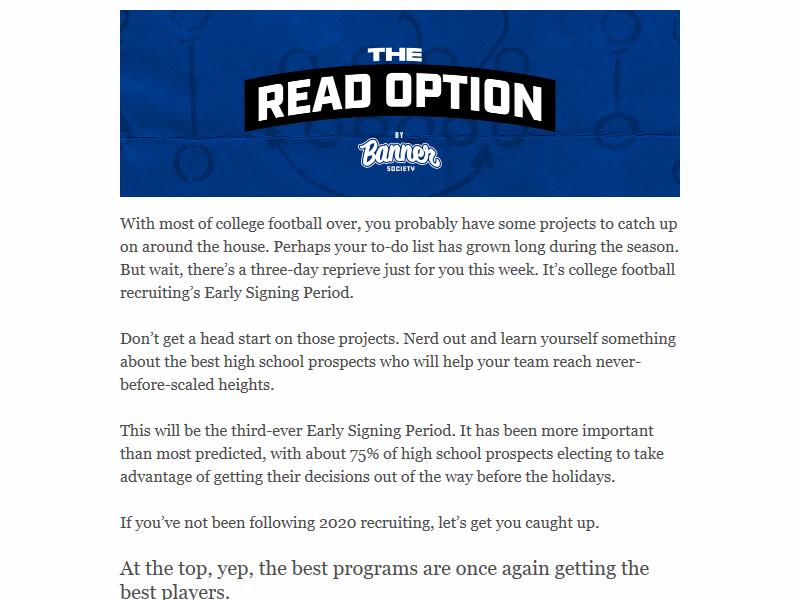 THE
READ OPTION
BY
Banner
SOCIETY
With most of college football over, you probably have some projects to catch up
on around the house. Perhaps your to-do list has grown long during the season.
But wait, there’s a three-day reprieve just for you this week. It’s college football
recruiting’s Early Signing Period.
Don’t get a head start on those projects. Nerd out and learn yourself something
about the best high school prospects who will help your team reach never-
before-scaled heights.
This will be the third-ever Early Signing Period. It has been more important
than most predicted, with about 75% of high school prospects electing to take
advantage of getting their decisions out of the way before the holidays.
If you’ve not been following 2020 recruiting, let’s get you caught up.
At the top, yep, the best programs are once again getting the
best players.